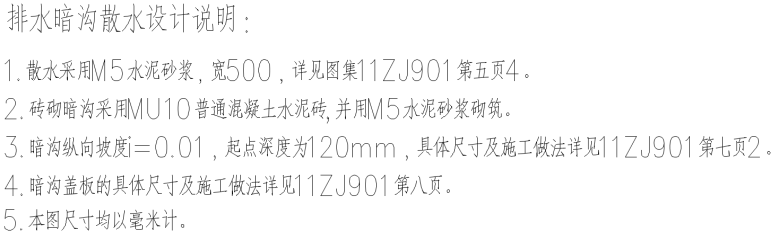 排水暗沟散水设计说明：
1. 散水采用M5水泥砂浆，宽500，详见图集11ZJ901第五页4。
2. 砖砌暗沟采用MU10普通混凝土水泥砖,并用M5水泥砂浆砌筑。
3. 暗沟纵向坡度i=0.01，起点深度为120mm，具体尺寸及施工做法详见11ZJ901第七页2。
4. 暗沟盖板的具体尺寸及施工做法详见11ZJ901第八页。
5. 本图尺寸均以毫米计。